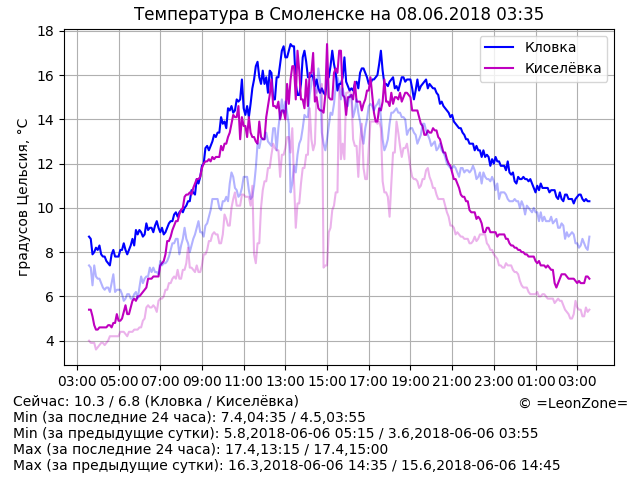 Температура в Смоленске на 08.06.2018 03:35
градусов Цельсия, °C
18
16
14
12
10
8
6
4
Кловка
Киселёвка
03:00 05:00 07:00 09:00 11:00 13:00 15:00 17:00 19:00 21:00 23:00 01:00 03:00
Сейчас: 10.3 / 6.8 (Кловка / Киселёвка)
© =LeonZone=
Min (за последние 24 часа): 7.4,04:35 / 4.5,03:55
Min (за предыдущие сутки): 5.8,2018-06-06 05:15 / 3.6,2018-06-06 03:55
Max (за последние 24 часа): 17.4,13:15 / 17.4,15:00
Max (за предыдущие сутки): 16.3,2018-06-06 14:35 / 15.6,2018-06-06 14:45